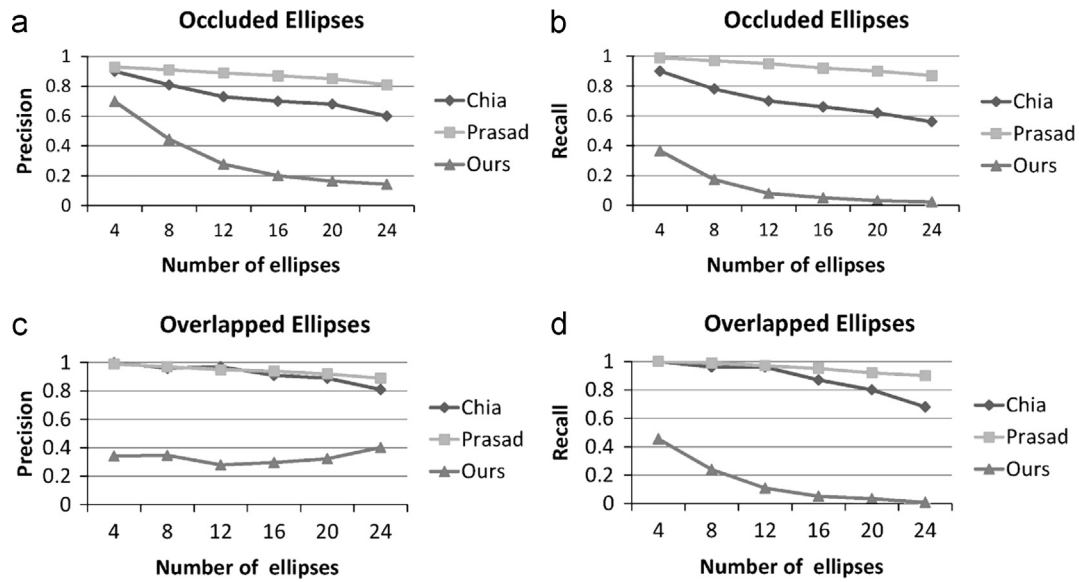 a
Occluded Ellipses
Precision
1
0.8
0.6
0.4
0.2
0
4 8 12 16 20 24
Number of ellipses
Chia
Prasad
Ours
b
Occluded Ellipses
Recall
1
0.8
0.6
0.4
0.2
0
4 8 12 16 20 24
Number of ellipses
Chia
Prasad
Ours
c
Overlapped Ellipses
Precision
1
0.8
0.6
0.4
0.2
0
4 8 12 16 20 24
Number of ellipses
Chia
Prasad
Ours
d
Overlapped Ellipses
Recall
1
0.8
0.6
0.4
0.2
0
4 8 12 16 20 24
Number of ellipses
Chia
Prasad
Ours